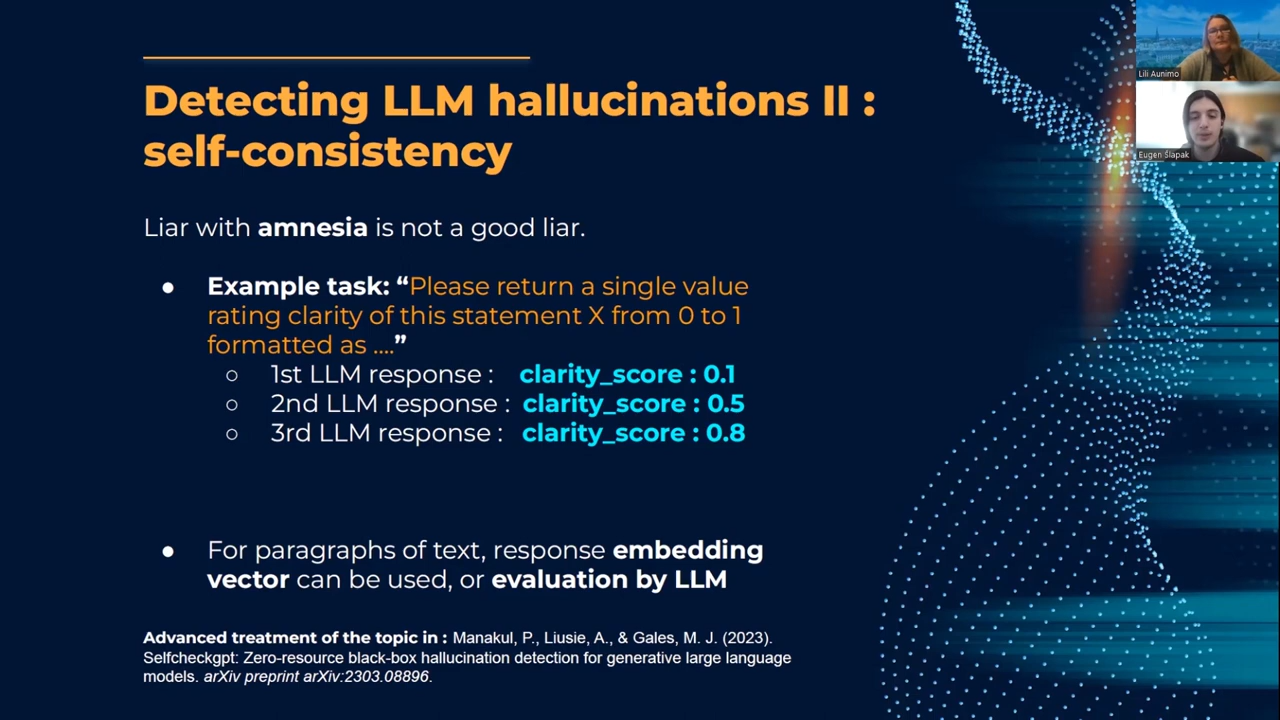 Detecting LLM hallucinations II :
self-consistency
Liar with amnesia is not a good liar.
● Example task: “Please return a single value
rating clarity of this statement X from 0 to 1
formatted as ....”
○ 1st LLM response : clarity_score : 0.1
○ 2nd LLM response : clarity_score : 0.5
○ 3rd LLM response : clarity_score : 0.8
● For paragraphs of text, response embedding
vector can be used, or evaluation by LLM
Advanced treatment of the topic in : Manakul, P., Liusie, A., & Gales, M. J. (2023).
Selfcheckgpt: Zero-resource black-box hallucination detection for generative large language
models. arXiv preprint arXiv:2303.08896.
Lili Aunimo
Eugen Šlapak